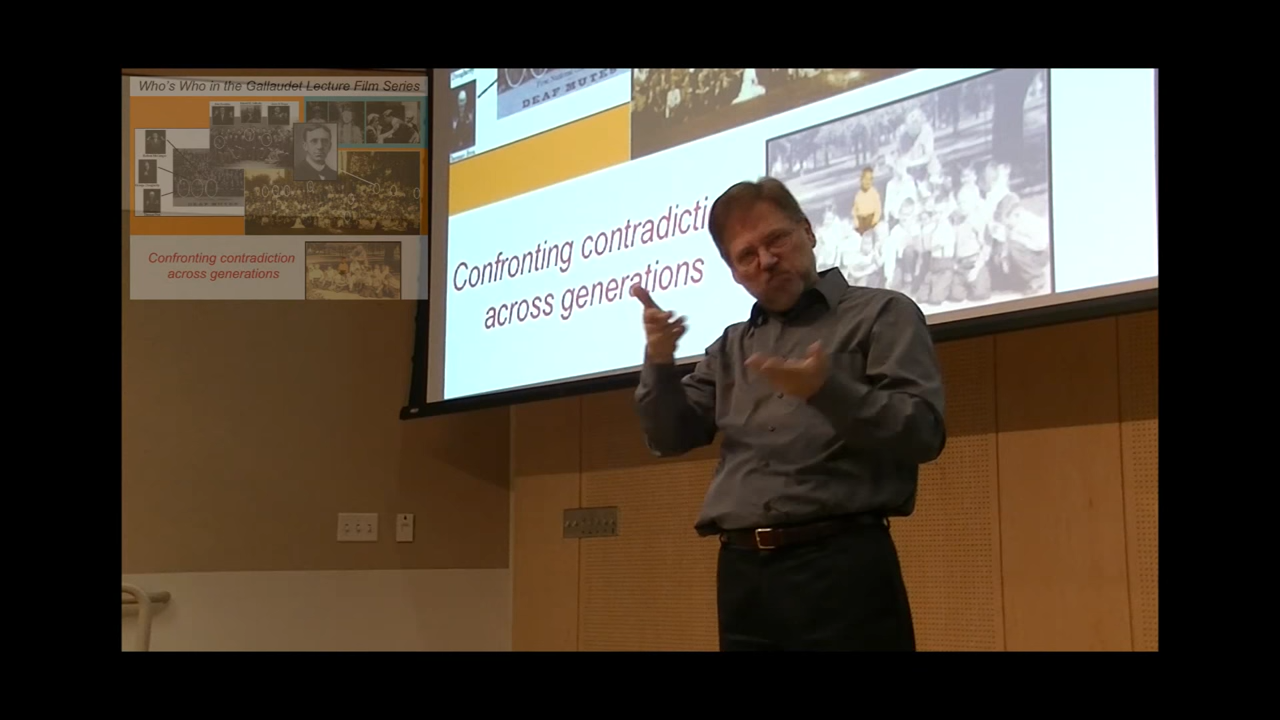 Who's Who in the Gallaudet Lecture Film Series
Confronting contradiction
across generations
DEAF MUTES
Confronting contradicti
across generations